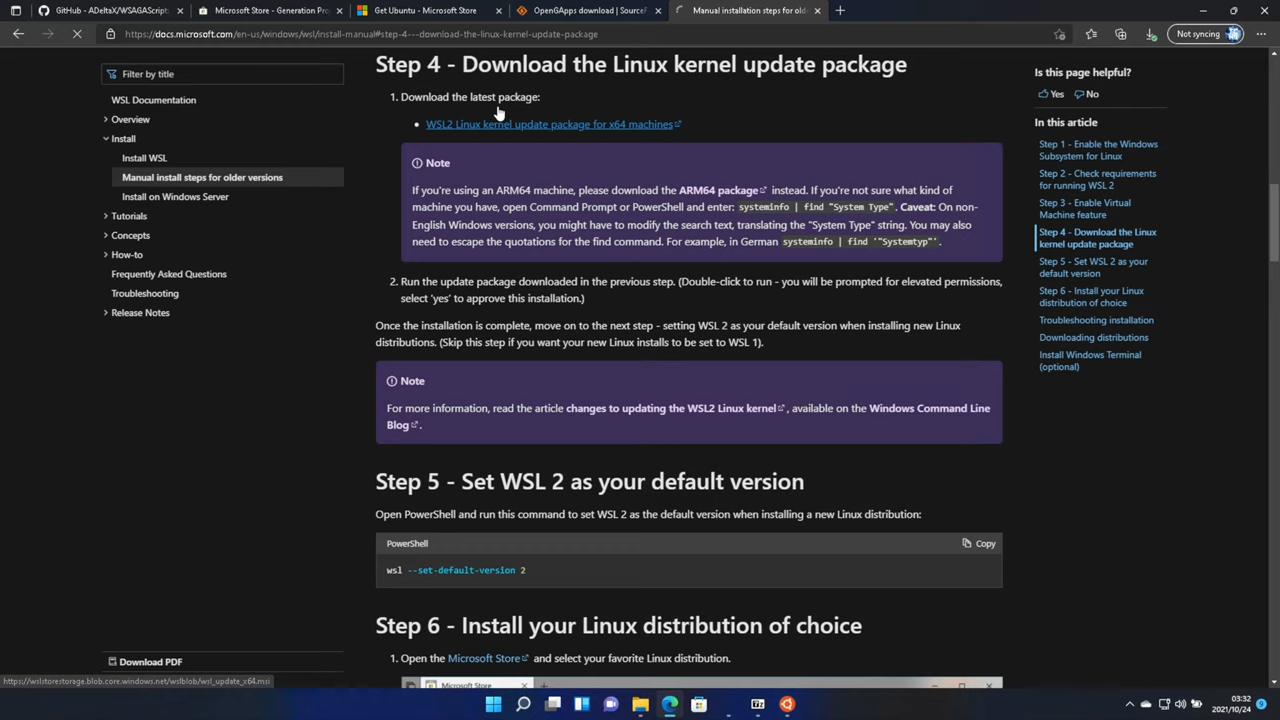 GitHub - ADeltaX/WSAGAScript
Microsoft Store - Generation Pro
Get Ubuntu - Microsoft Store
OpenGApps download | SourceF
Manual installation steps for olde
https://docs.microsoft.com/en-us/windows/wsl/install-manual#step-4---download-the-linux-kernel-update-package
Not syncing
Filter by title
WSL Documentation
Overview
Install
Install WSL
Manual install steps for older versions
Install on Windows Server
Tutorials
Concepts
How-to
Frequently Asked Questions
Troubleshooting
Release Notes
Download PDF
Step 4 - Download the Linux kernel update package
1. Download the latest package:
• WSL2 Linux kernel update package for x64 machines
Note
If you're using an ARM64 machine, please download the ARM64 package instead. If you're not sure what kind of
machine you have, open Command Prompt or PowerShell and enter: systeminfo | find "System Type". Caveat: On non-
English Windows versions, you might have to modify the search text, translating the "System Type" string. You may also
need to escape the quotations for the find command. For example, in German systeminfo | find '"Systemtyp"'.
2. Run the update package downloaded in the previous step. (Double-click to run - you will be prompted for elevated permissions,
select 'yes' to approve this installation.)
Once the installation is complete, move on to the next step - setting WSL 2 as your default version when installing new Linux
distributions. (Skip this step if you want your new Linux installs to be set to WSL 1).
Note
For more information, read the article changes to updating the WSL2 Linux kernel, available on the Windows Command Line
Blog.
Step 5 - Set WSL 2 as your default version
Open PowerShell and run this command to set WSL 2 as the default version when installing a new Linux distribution:
PowerShell
Copy
wsl --set-default-version 2
Step 6 - Install your Linux distribution of choice
1. Open the Microsoft Store and select your favorite Linux distribution.
Microsoft Store
Is this page helpful?
Yes No
In this article
Step 1 - Enable the Windows
Subsystem for Linux
Step 2 - Check requirements
for running WSL 2
Step 3 - Enable Virtual
Machine feature
Step 4 - Download the Linux
kernel update package
Step 5 - Set WSL 2 as your
default version
Step 6 - Install your Linux
distribution of choice
Troubleshooting installation
Downloading distributions
Install Windows Terminal
(optional)
https://wslstorestorage.blob.core.windows.net/wslblob/wsl_update_x64.msi
03:32
2021/10/24